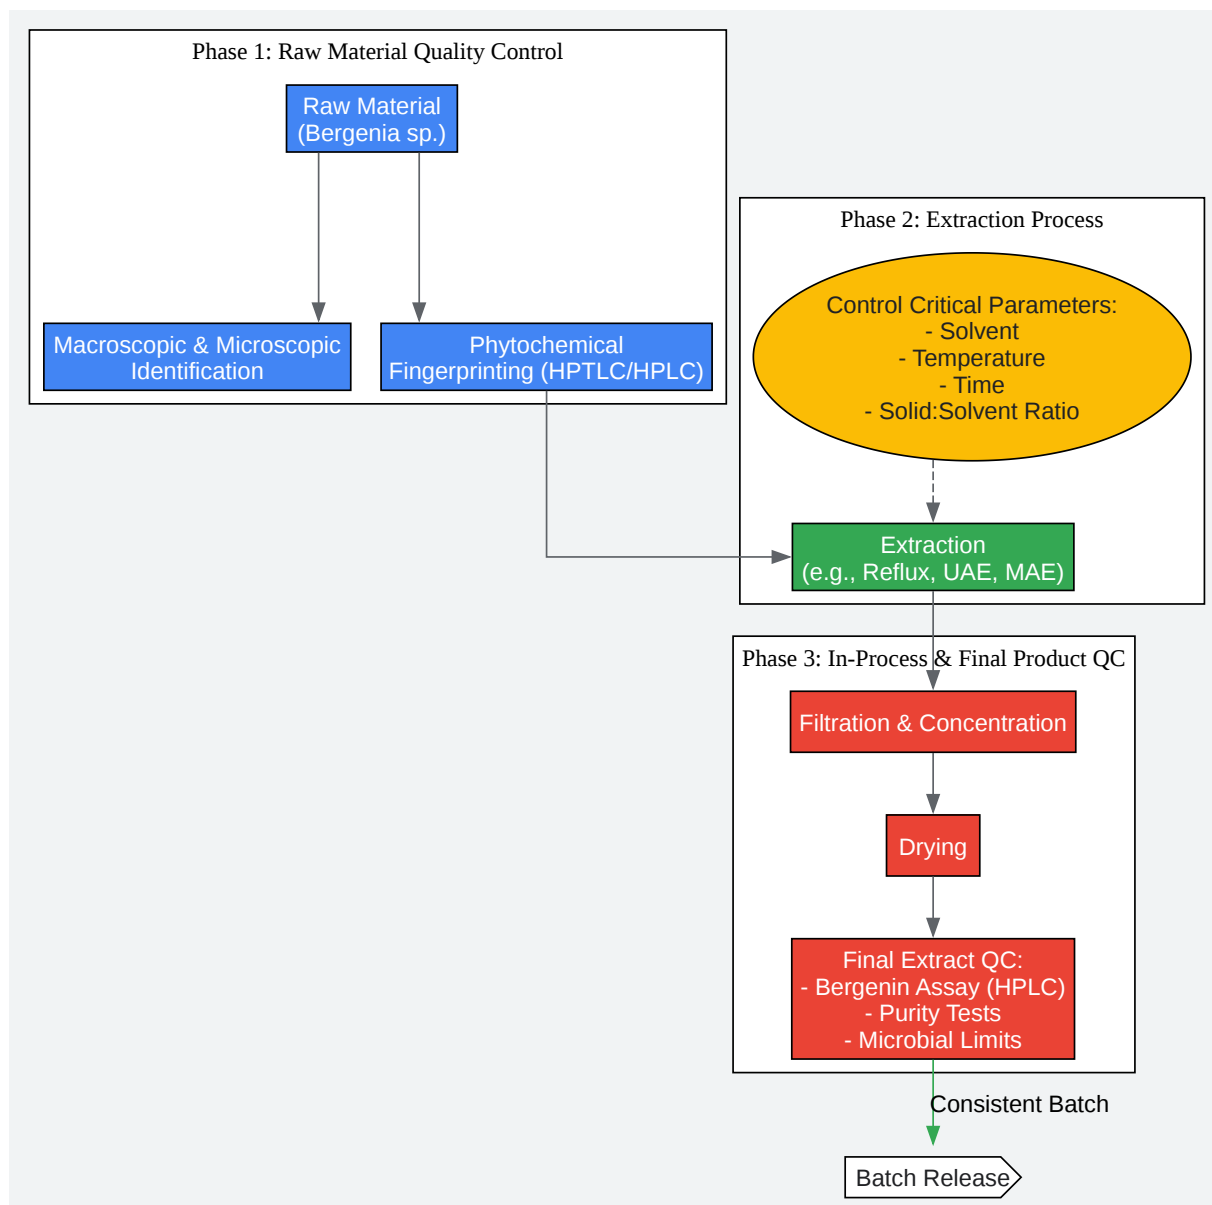 Phase 1: Raw Material Quality Control
Raw Material
(Bergenia sp.)
Macroscopic & Microscopic
Identification
Phytochemical
Fingerprinting (HPTLC/HPLC)
Phase 2: Extraction Process
Control Critical Parameters:
- Solvent
- Temperature
- Time
- Solid:Solvent Ratio
Extraction
(e.g., Reflux, UAE, MAE)
Phase 3: In-Process & Final Product QC
Filtration & Concentration
Drying
Final Extract QC:
- Bergenin Assay (HPLC)
- Purity Tests
- Microbial Limits
Consistent Batch
Batch Release